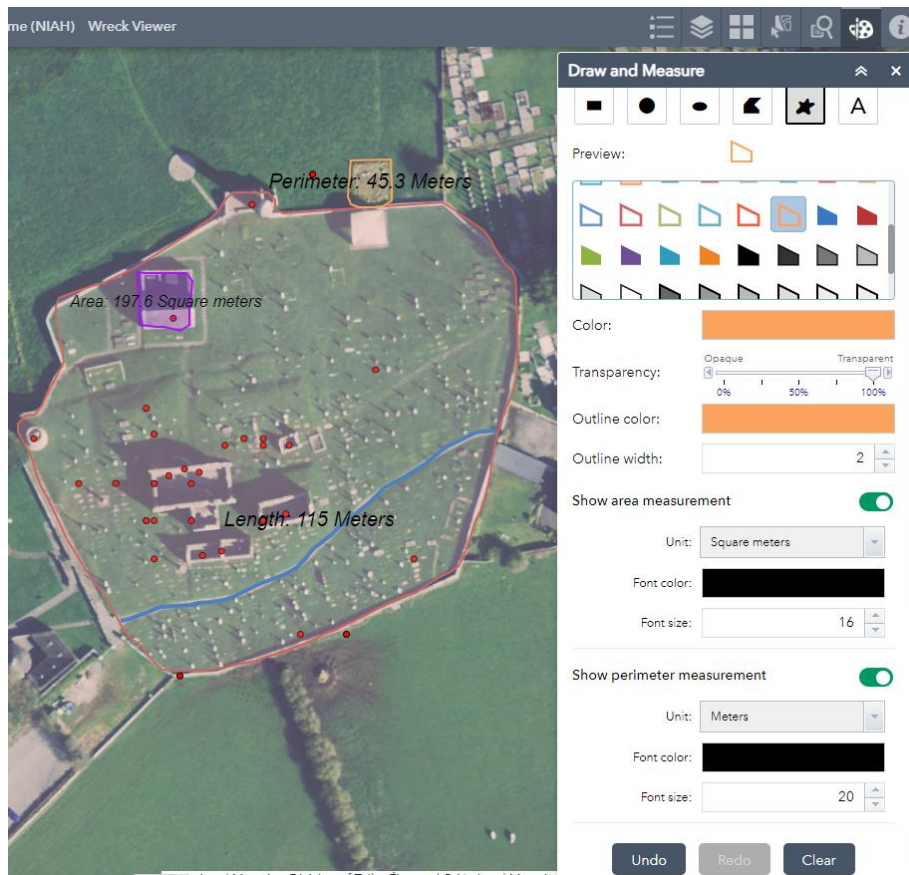 me (NIAH) Wreck Viewer
Perimeter: 45.3 Meters
Area: 197.6 Square meters
Length: 115 Meters
Draw and Measure
A
Preview:
Color:
Transparency:
Opaque Transparent
0% 50% 100%
Outline color:
Outline width: 2
Show area measurement
Unit: Square meters
Font color:
Font size: 16
Show perimeter measurement
Unit: Meters
Font color:
Font size: 20
Undo Redo Clear